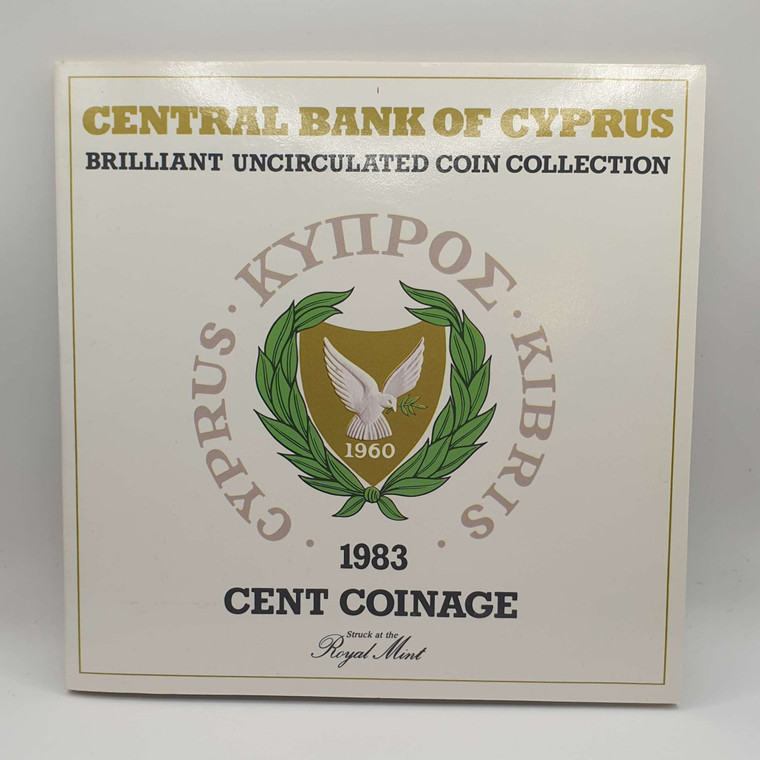 CENTRAL BANK OF CYPRUS
BRILLIANT UNCIRCULATED COIN COLLECTION
CYPRUS · ΚΥΠΡΟΣ · KIBRIS
1960
1983
CENT COINAGE
Struck at the
Royal Mint